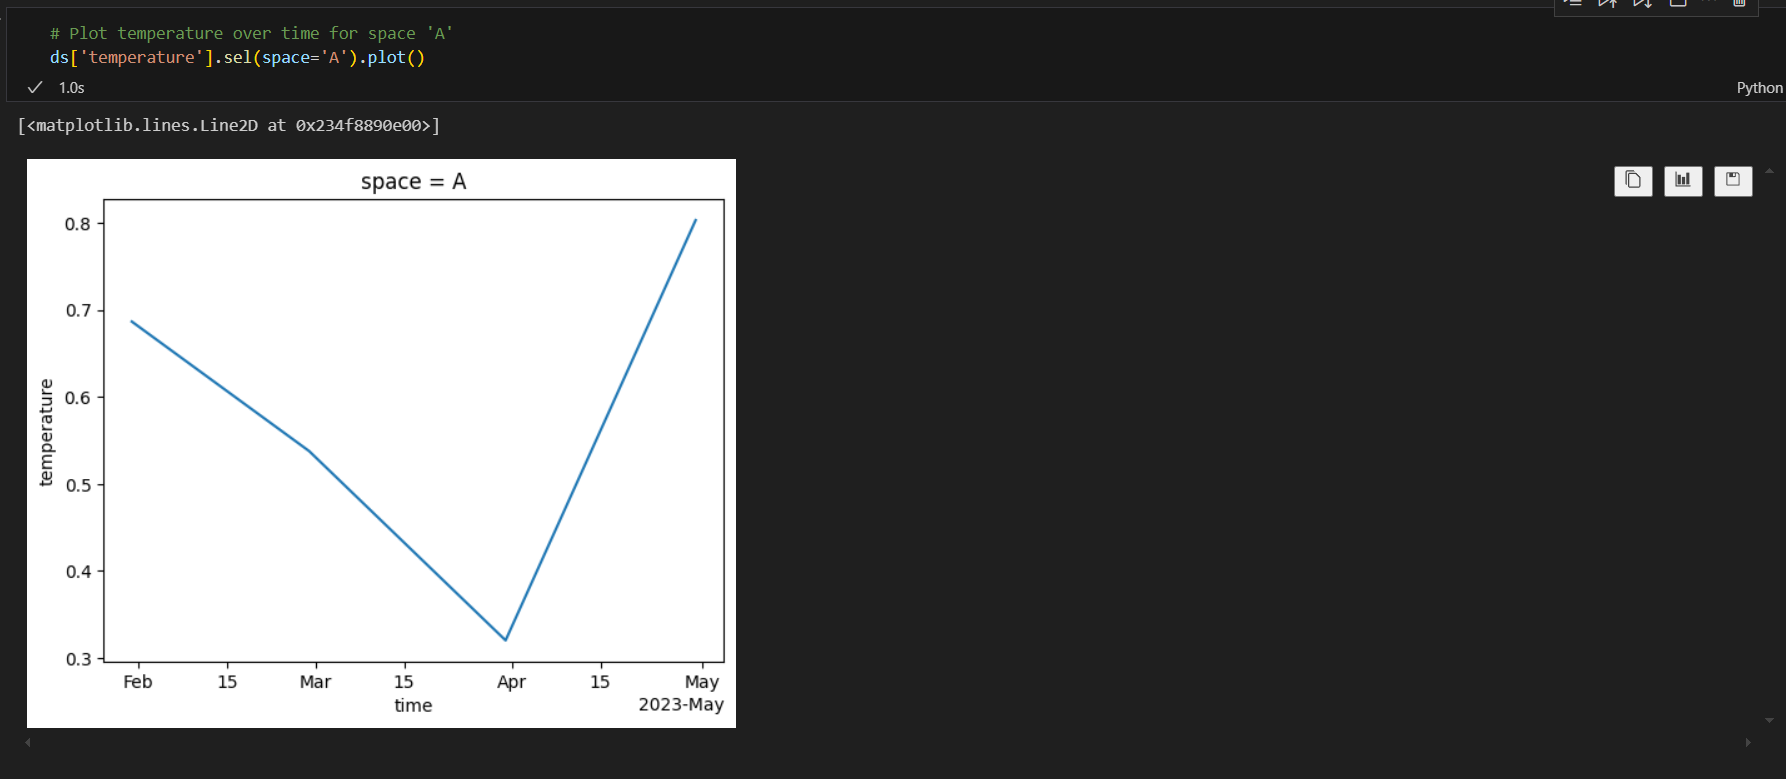 # Plot temperature over time for space 'A'
ds['temperature'].sel(space='A').plot()
1.0s
Python
[<matplotlib.lines.Line2D at 0x234f8890e00>]
space = A
0.8
0.7
0.6
0.5
0.4
0.3
temperature
Feb 15 Mar 15 Apr 15 May
time
2023-May